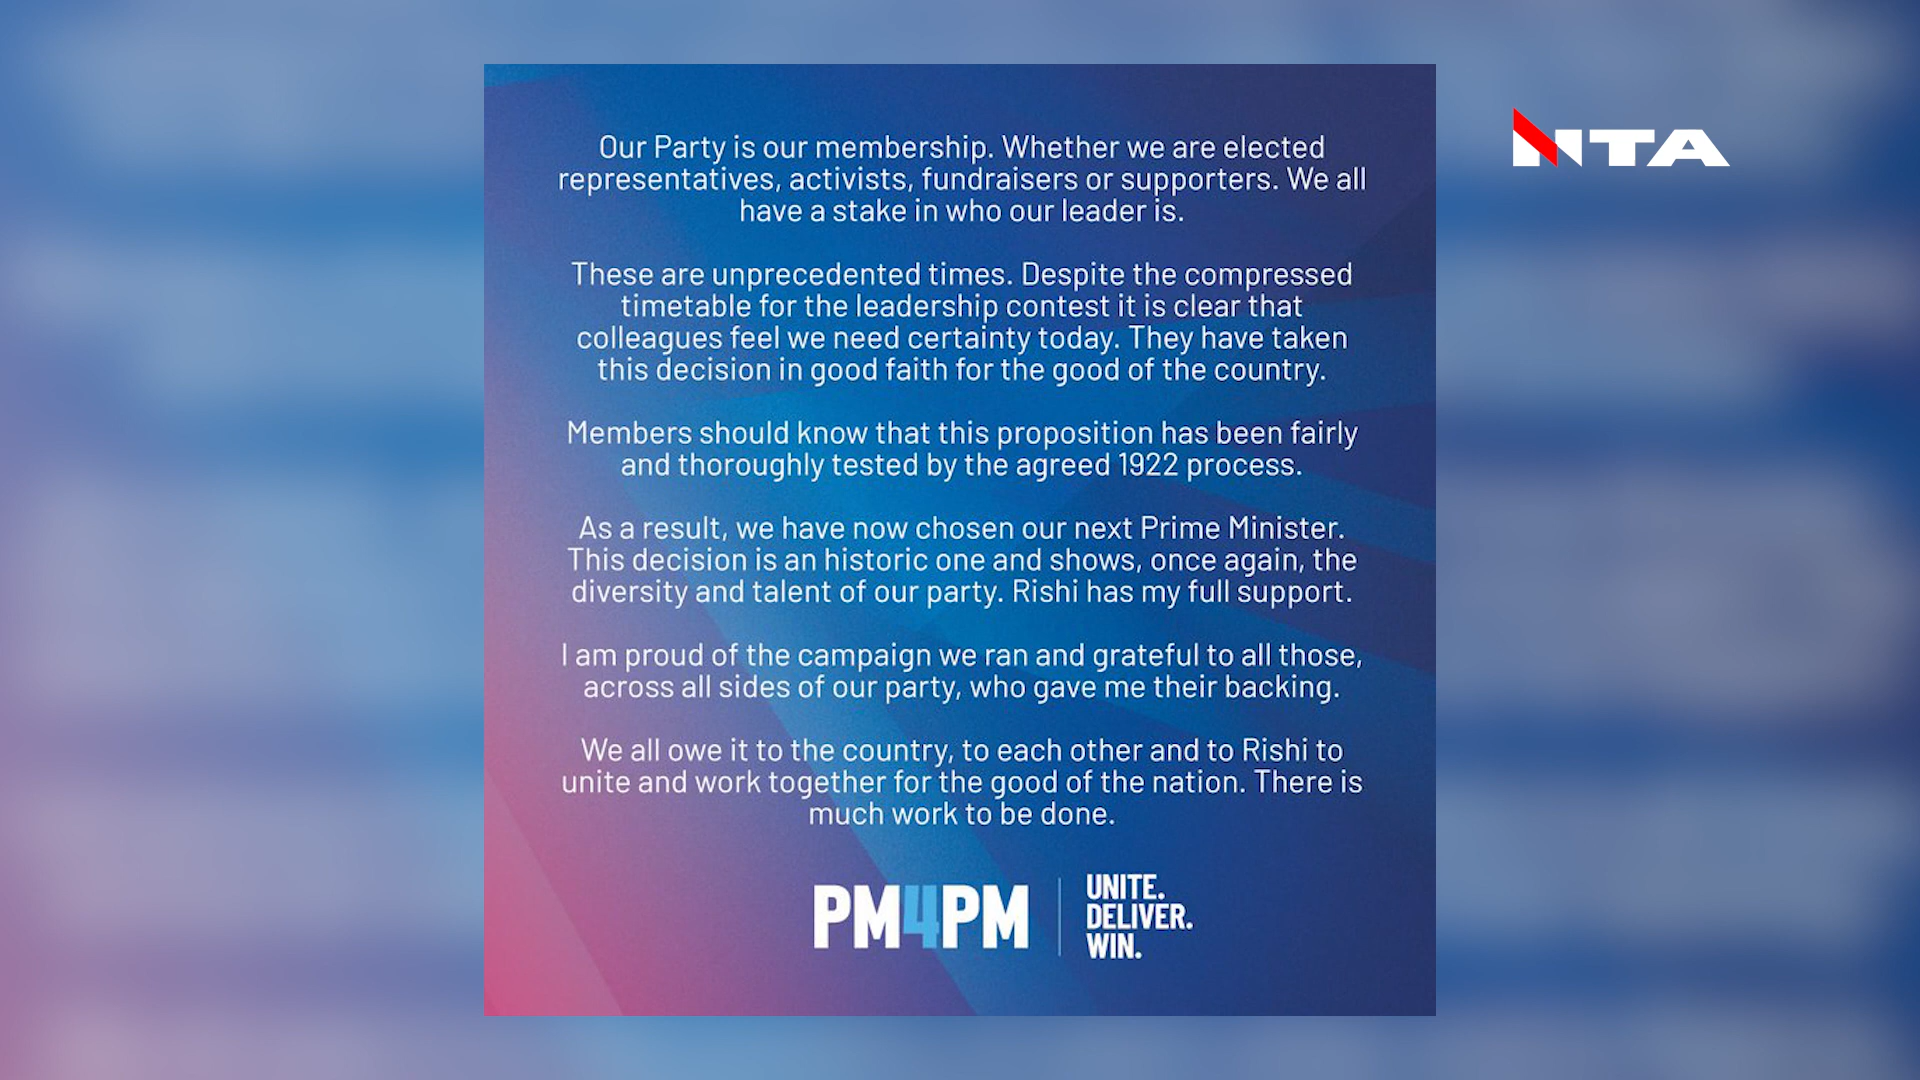 NTA
Our Party is our membership. Whether we are elected
representatives, activists, fundraisers or supporters. We all
have a stake in who our leader is.
These are unprecedented times. Despite the compressed
timetable for the leadership contest it is clear that
colleagues feel we need certainty today. They have taken
this decision in good faith for the good of the country.
Members should know that this proposition has been fairly
and thoroughly tested by the agreed 1922 process.
As a result, we have now chosen our next Prime Minister.
This decision is an historic one and shows, once again, the
diversity and talent of our party. Rishi has my full support.
I am proud of the campaign we ran and grateful to all those,
across all sides of our party, who gave me their backing.
We all owe it to the country, to each other and to Rishi to
unite and work together for the good of the nation. There is
much work to be done.
PM4PM
UNITE.
DELIVER.
WIN.